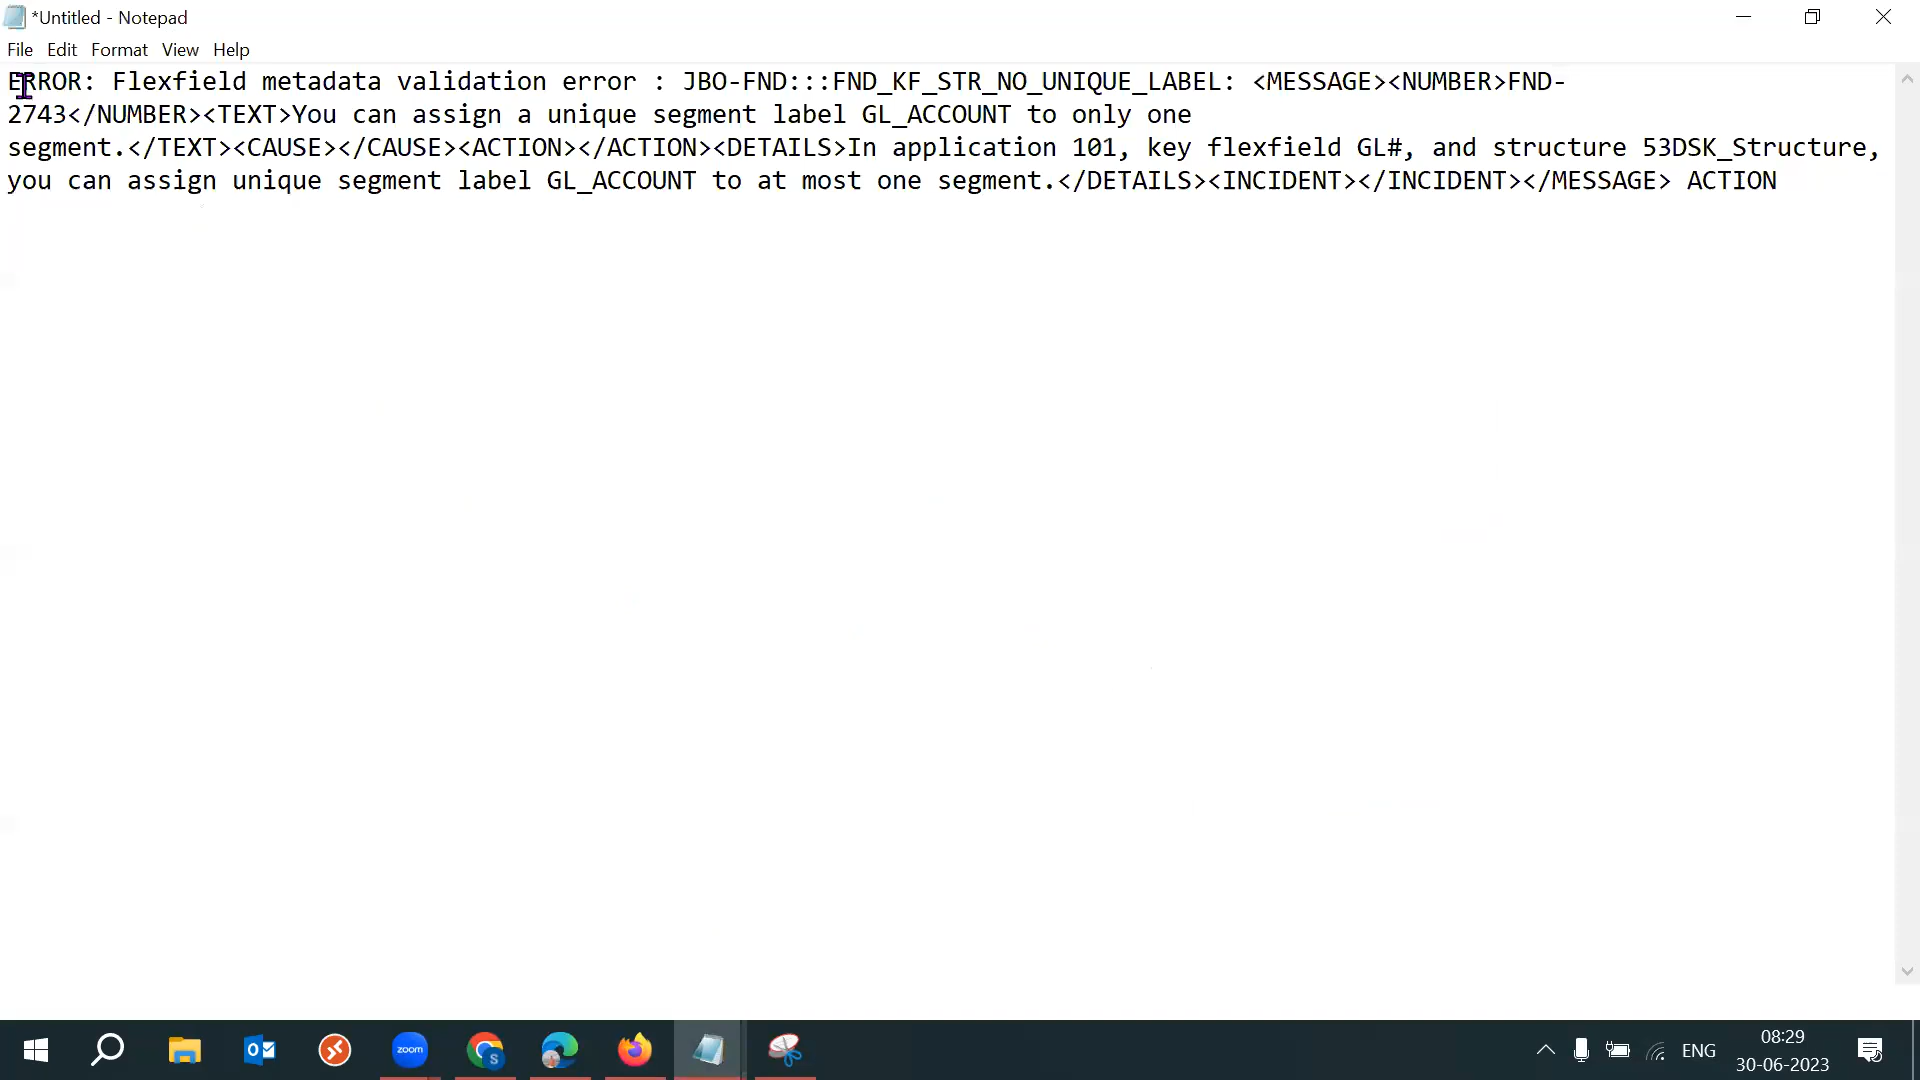 *Untitled - Notepad
File Edit Format View Help
ERROR: Flexfield metadata validation error : JBO-FND:::FND_KF_STR_NO_UNIQUE_LABEL: <MESSAGE><NUMBER>FND-
2743</NUMBER><TEXT>You can assign a unique segment label GL_ACCOUNT to only one
segment.</TEXT><CAUSE></CAUSE><ACTION></ACTION><DETAILS>In application 101, key flexfield GL#, and structure 53DSK_Structure,
you can assign unique segment label GL_ACCOUNT to at most one segment.</DETAILS><INCIDENT></INCIDENT></MESSAGE> ACTION
zoom
S
ENG
08:29
30-06-2023